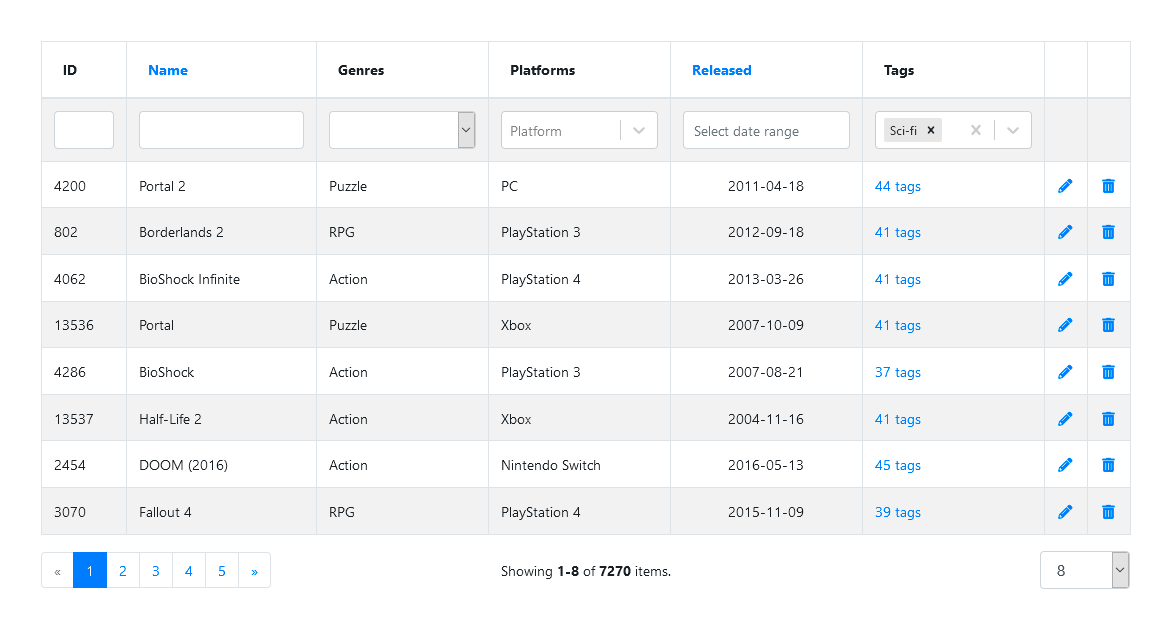 ID Name Genres Platforms Released Tags
Platform Select date range Sci-fi
4200 Portal 2 Puzzle PC 2011-04-18 44 tags
802 Borderlands 2 RPG PlayStation 3 2012-09-18 41 tags
4062 BioShock Infinite Action PlayStation 4 2013-03-26 41 tags
13536 Portal Puzzle Xbox 2007-10-09 41 tags
4286 BioShock Action PlayStation 3 2007-08-21 37 tags
13537 Half-Life 2 Action Xbox 2004-11-16 41 tags
2454 DOOM (2016) Action Nintendo Switch 2016-05-13 45 tags
3070 Fallout 4 RPG PlayStation 4 2015-11-09 39 tags
« 1 2 3 4 5 » Showing 1-8 of 7270 items. 8